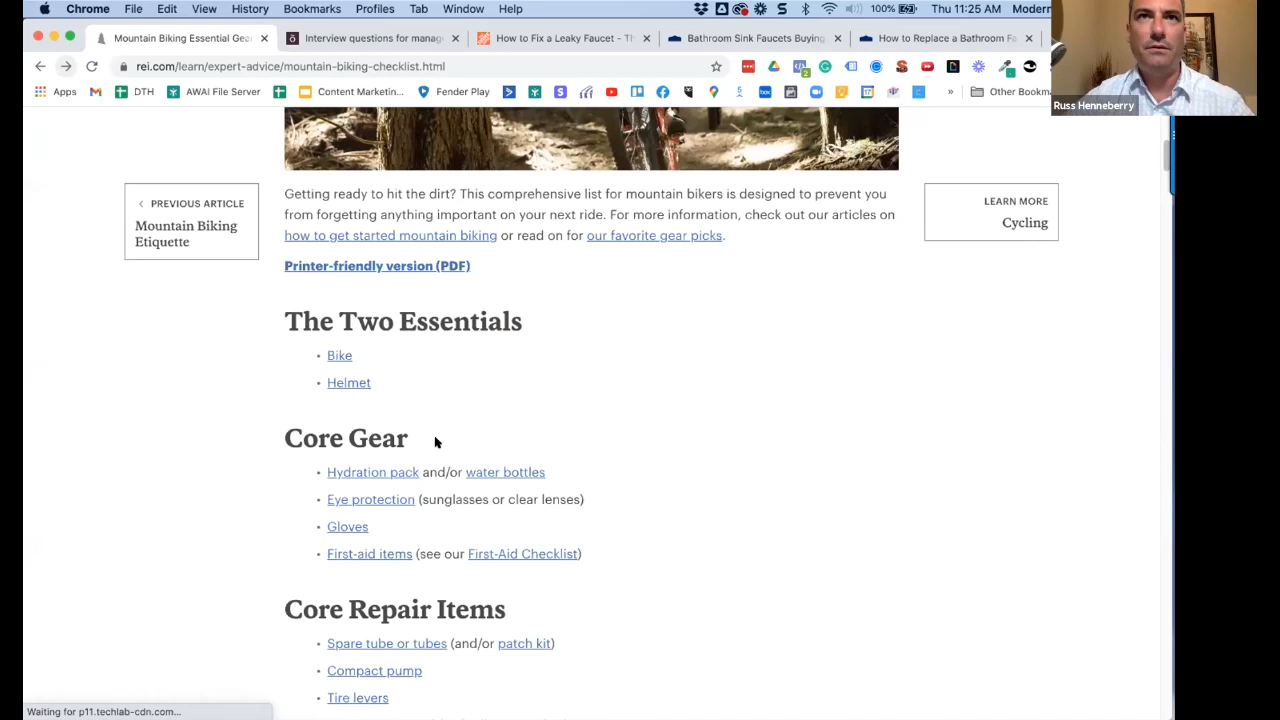 Chrome File Edit View History Bookmarks Profiles Tab Window Help 100% Thu 11:25 AM Modern
Mountain Biking Essential Gea
Interview questions for manag
How to Fix a Leaky Faucet – Th
Bathroom Sink Faucets Buying
How to Replace a Bathroom Fa
rei.com/learn/expert-advice/mountain-biking-checklist.html
Apps DTH AWAI File Server Content Marketin... Fender Play » Other Bookma
Russ Henneberry
PREVIOUS ARTICLE
Mountain Biking
Etiquette
Getting ready to hit the dirt? This comprehensive list for mountain bikers is designed to prevent you
from forgetting anything important on your next ride. For more information, check out our articles on
how to get started mountain biking or read on for our favorite gear picks.
LEARN MORE
Cycling
Printer-friendly version (PDF)
The Two Essentials
• Bike
• Helmet
Core Gear
• Hydration pack and/or water bottles
• Eye protection (sunglasses or clear lenses)
• Gloves
• First-aid items (see our First-Aid Checklist)
Core Repair Items
• Spare tube or tubes (and/or patch kit)
• Compact pump
• Tire levers
Waiting for p11.techlab-cdn.com...